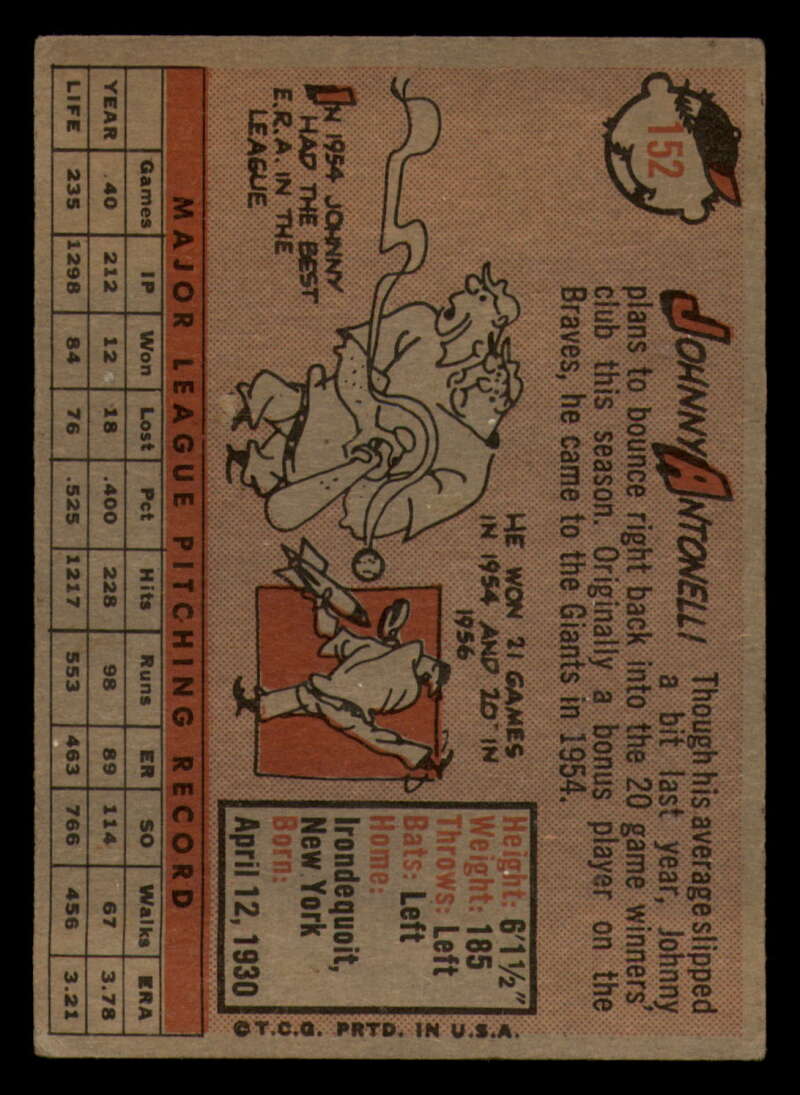 152
JOHNNY ANTONELLI
Though his average slipped
a bit last year, Johnny
plans to bounce right back into the 20 game winners'
club this season. Originally a bonus player on the
Braves, he came to the Giants in 1954.
IN 1954 JOHNNY
HAD THE BEST
E.R.A. IN THE
LEAGUE
HE WON 21 GAMES
IN 1954 AND 20 IN
1956
Height: 6'1½"
Weight: 185
Throws: Left
Bats: Left
Home:
Irondequoit,
New York
Born:
April 12, 1930
©T.C.G. PRTD. IN U.S.A.
MAJOR LEAGUE PITCHING RECORD
Games IP Won Lost Pct Hits Runs ER SO Walks ERA
YEAR 40 212 12 18 .400 228 98 89 114 67 3.78
LIFE 235 1298 84 76 .525 1217 553 463 766 456 3.21